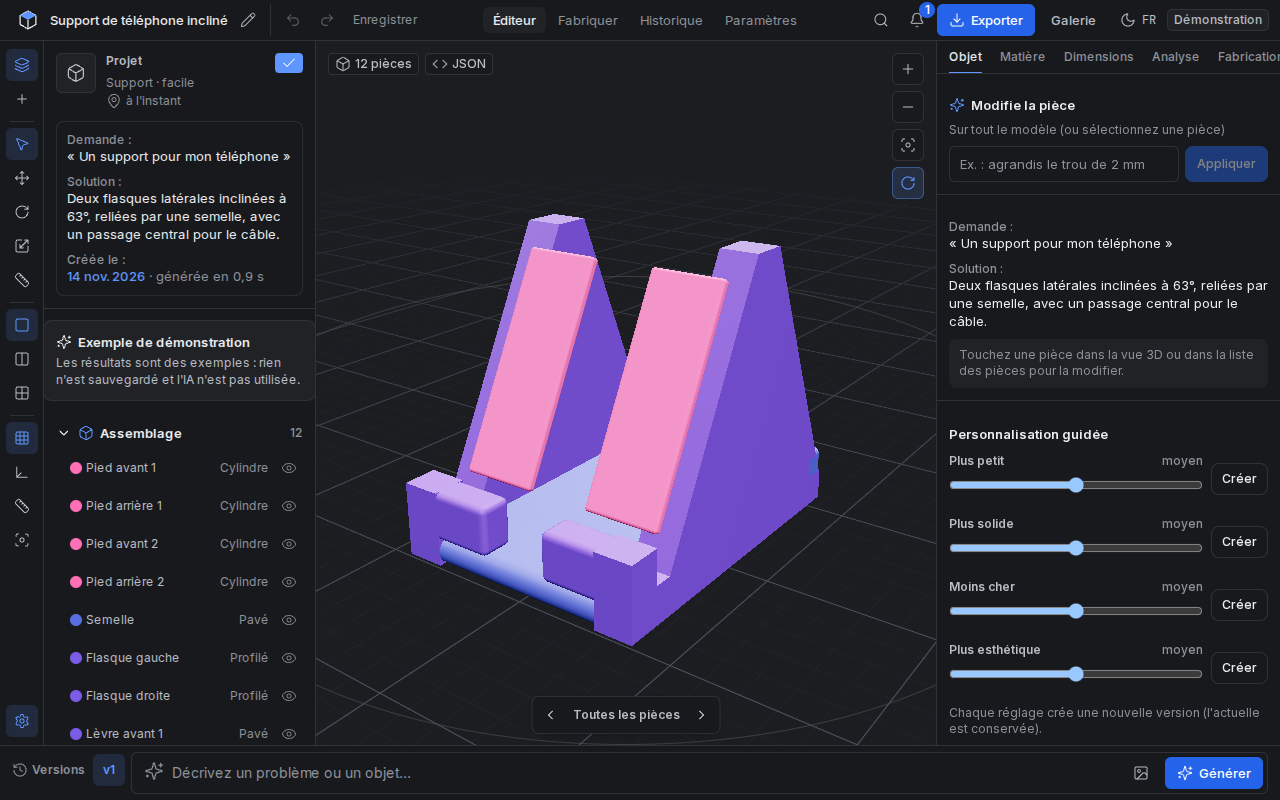 Support de téléphone incliné
Enregistrer
Éditeur
Fabriquer
Historique
Paramètres
1
Exporter
Galerie
FR
Démonstration
Projet
Support · facile
à l'instant
Demande :
« Un support pour mon téléphone »
Solution :
Deux flasques latérales inclinées à
63°, reliées par une semelle, avec
un passage central pour le câble.
Créée le :
14 nov. 2026 · générée en 0,9 s
Exemple de démonstration
Les résultats sont des exemples : rien
n'est sauvegardé et l'IA n'est pas utilisée.
Assemblage 12
Pied avant 1 Cylindre
Pied arrière 1 Cylindre
Pied avant 2 Cylindre
Pied arrière 2 Cylindre
Semelle Pavé
Flasque gauche Profilé
Flasque droite Profilé
Lèvre avant 1 Pavé
12 pièces
JSON
Toutes les pièces
Objet
Matière
Dimensions
Analyse
Fabrication
Modifie la pièce
Sur tout le modèle (ou sélectionnez une pièce)
Ex. : agrandis le trou de 2 mm
Appliquer
Demande :
« Un support pour mon téléphone »
Solution :
Deux flasques latérales inclinées à 63°, reliées par
une semelle, avec un passage central pour le
câble.
Touchez une pièce dans la vue 3D ou dans la liste
des pièces pour la modifier.
Personnalisation guidée
Plus petit moyen
Créer
Plus solide moyen
Créer
Moins cher moyen
Créer
Plus esthétique moyen
Créer
Chaque réglage crée une nouvelle version (l'actuelle
est conservée).
Versions
v1
Décrivez un problème ou un objet...
Générer